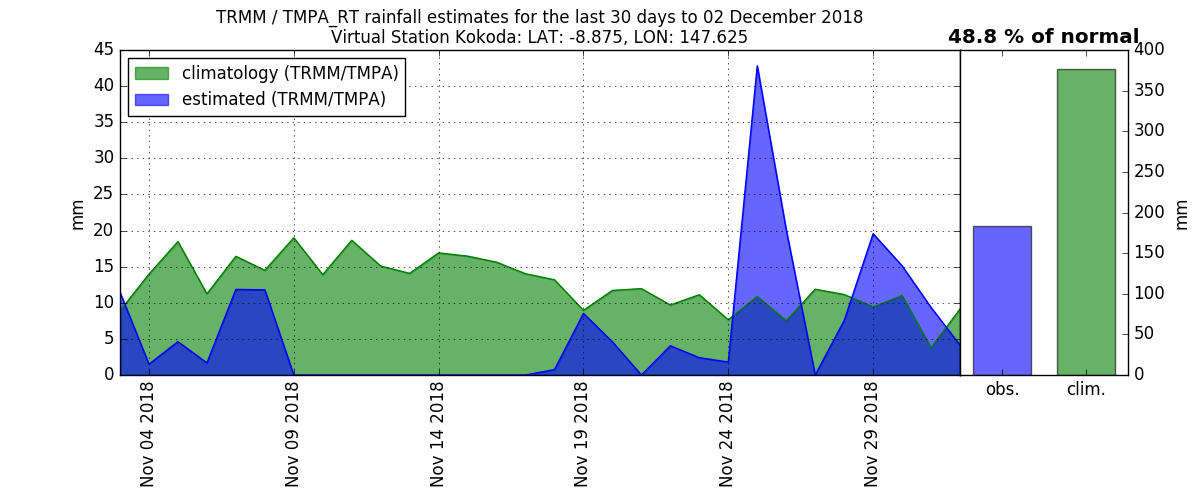 TRMM / TMPA_RT rainfall estimates for the last 30 days to 02 December 2018
Virtual Station Kokoda: LAT: -8.875, LON: 147.625
48.8 % of normal
climatology (TRMM/TMPA)
estimated (TRMM/TMPA)
mm
45
40
35
30
25
20
15
10
5
0
Nov 04 2018
Nov 09 2018
Nov 14 2018
Nov 19 2018
Nov 24 2018
Nov 29 2018
400
350
300
250
200
150
100
50
0
mm
obs.
clim.